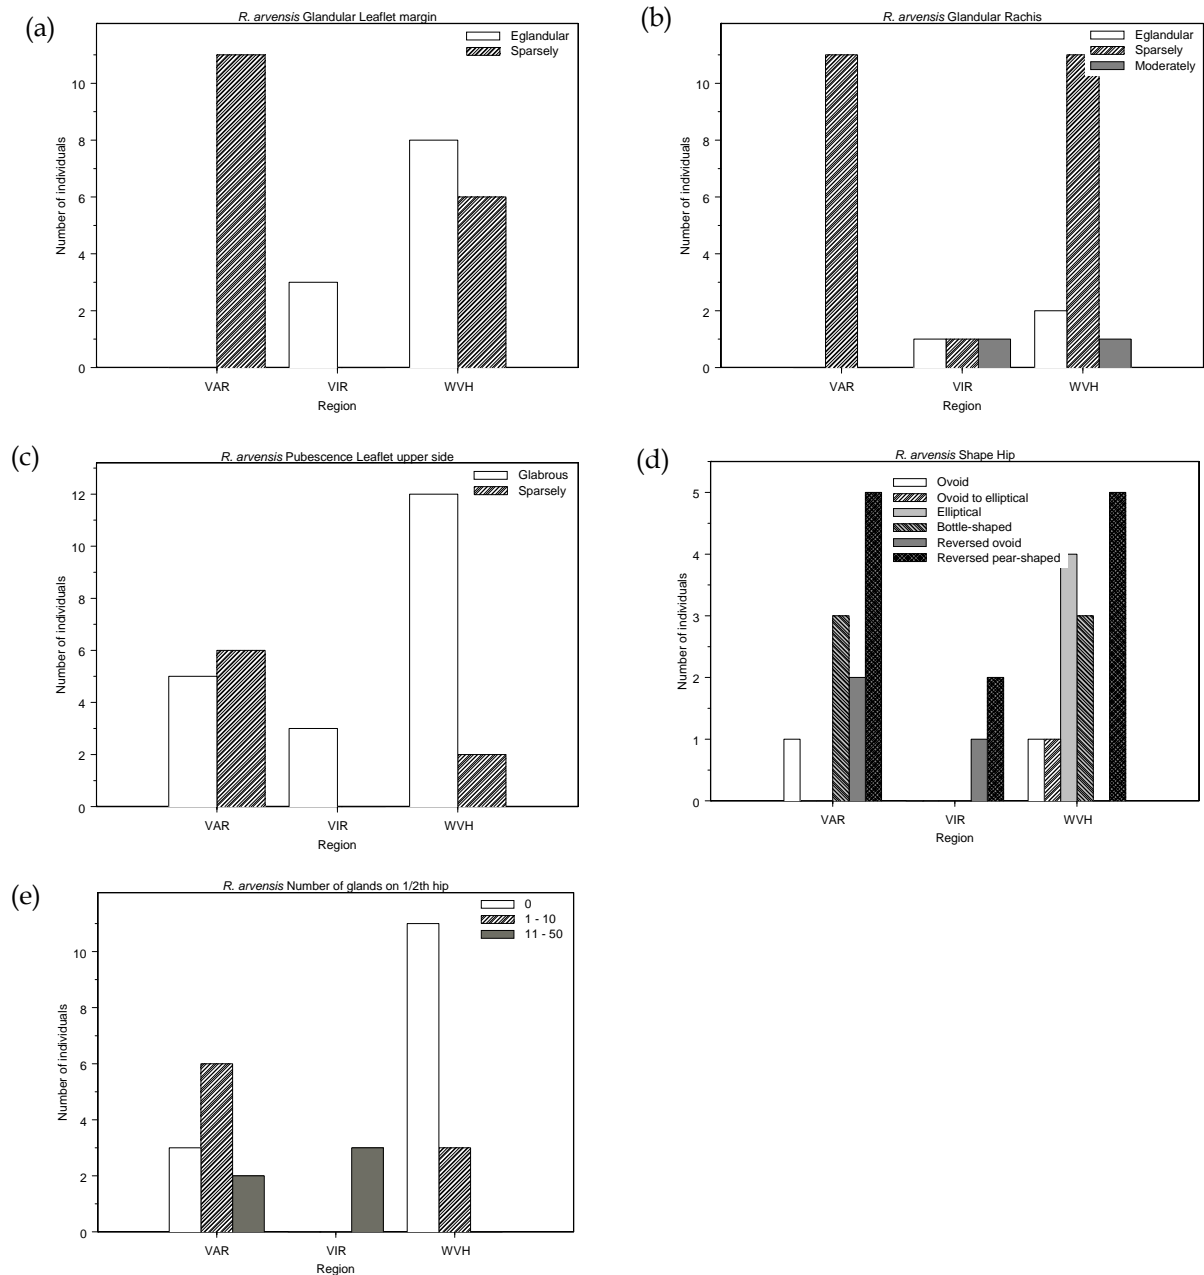 (a)
R. arvensis Glandular Leaflet margin
Eglandular
Sparsely
10
8
6
4
2
0
Number of individuals
VAR VIR WVH
Region
(b)
R. arvensis Glandular Rachis
Eglandular
Sparsely
Moderately
10
8
6
4
2
0
Number of individuals
VAR VIR WVH
Region
(c)
R. arvensis Pubescence Leaflet upper side
Glabrous
Sparsely
12
10
8
6
4
2
0
Number of individuals
VAR VIR WVH
Region
(d)
R. arvensis Shape Hip
Ovoid
Ovoid to elliptical
Elliptical
Bottle-shaped
Reversed ovoid
Reversed pear-shaped
5
4
3
2
1
0
Number of individuals
VAR VIR WVH
Region
(e)
R. arvensis Number of glands on 1/2th hip
0
1 - 10
11 - 50
10
8
6
4
2
0
Number of individuals
VAR VIR WVH
Region